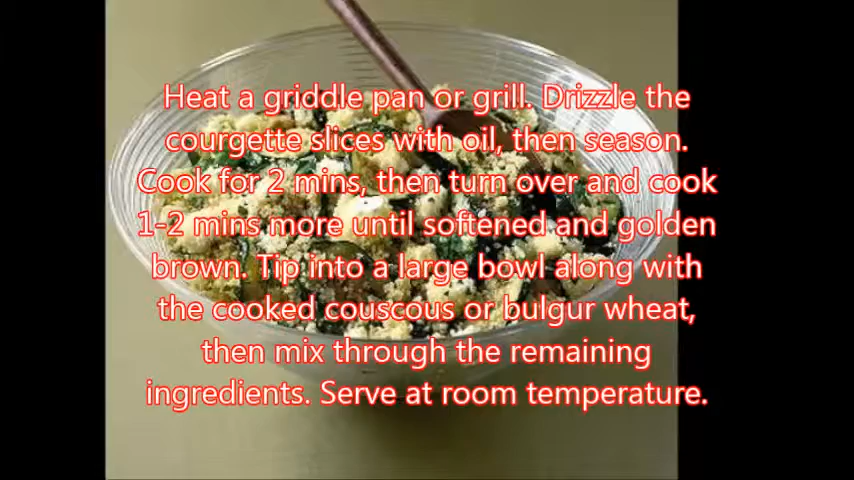 Heat a griddle pan or grill. Drizzle the
courgette slices with oil, then season.
Cook for 2 mins, then turn over and cook
1-2 mins more until softened and golden
brown. Tip into a large bowl along with
the cooked couscous or bulgur wheat,
then mix through the remaining
ingredients. Serve at room temperature.